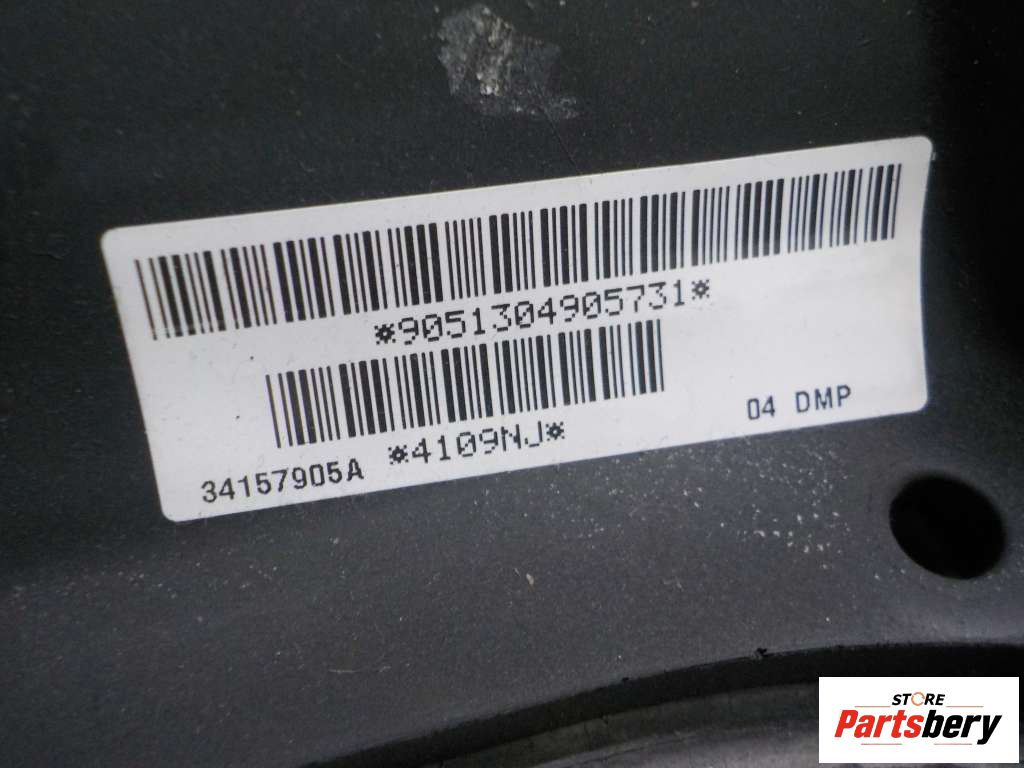 *9051304905731*
*4109NJ*
04 DMP
34157905A
STORE
Partsbery